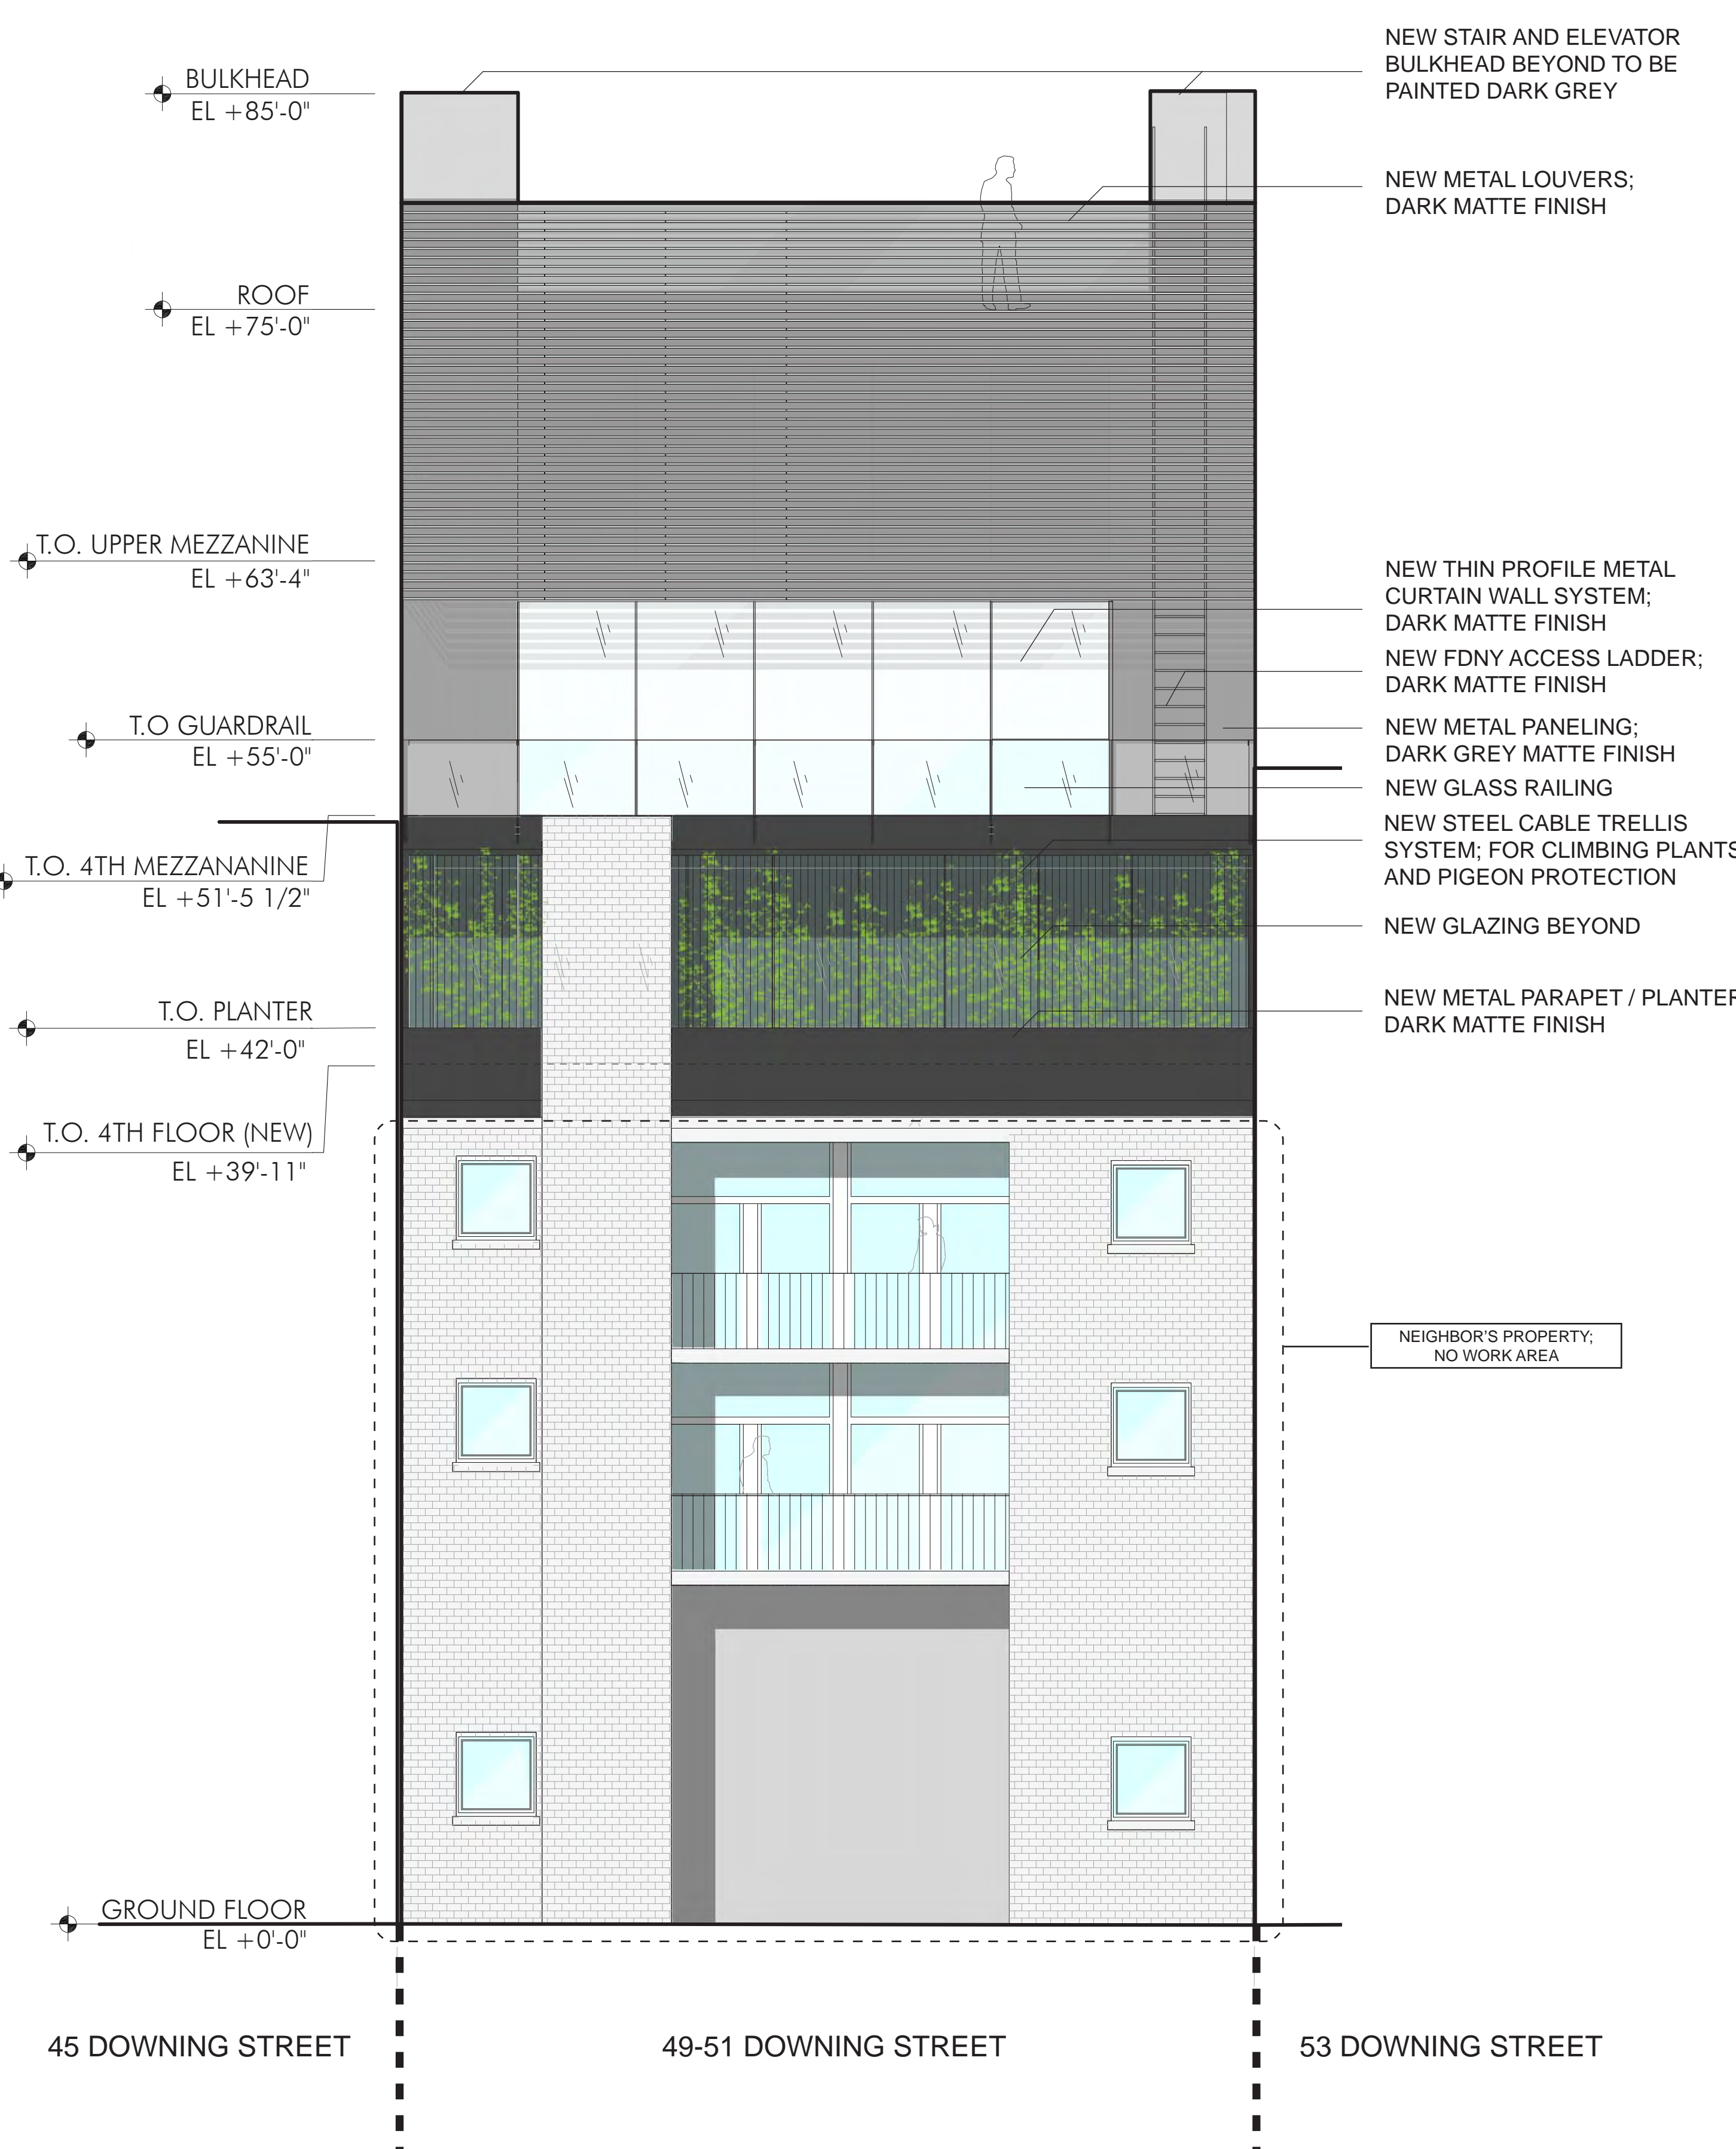 BULKHEAD
EL +85'-0"
ROOF
EL +75'-0"
T.O. UPPER MEZZANINE
EL +63'-4"
T.O GUARDRAIL
EL +55'-0"
T.O. 4TH MEZZANANINE
EL +51'-5 1/2"
T.O. PLANTER
EL +42'-0"
T.O. 4TH FLOOR (NEW)
EL +39'-11"
GROUND FLOOR
EL +0'-0"
NEW STAIR AND ELEVATOR
BULKHEAD BEYOND TO BE
PAINTED DARK GREY
NEW METAL LOUVERS;
DARK MATTE FINISH
NEW THIN PROFILE METAL
CURTAIN WALL SYSTEM;
DARK MATTE FINISH
NEW FDNY ACCESS LADDER;
DARK MATTE FINISH
NEW METAL PANELING;
DARK GREY MATTE FINISH
NEW GLASS RAILING
NEW STEEL CABLE TRELLIS
SYSTEM; FOR CLIMBING PLANTS
AND PIGEON PROTECTION
NEW GLAZING BEYOND
NEW METAL PARAPET / PLANTER
DARK MATTE FINISH
NEIGHBOR'S PROPERTY;
NO WORK AREA
45 DOWNING STREET
49-51 DOWNING STREET
53 DOWNING STREET